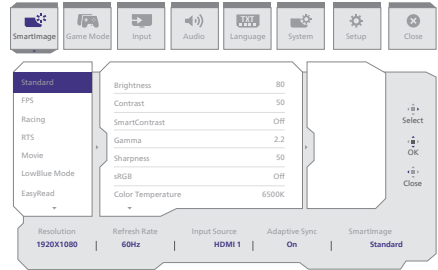 SmartImage Game Mode Input Audio TXT Language System Setup Close
Standard
FPS
Racing
RTS
Movie
LowBlue Mode
EasyRead
Brightness 80
Contrast 50
SmartContrast Off
Gamma 2.2
Sharpness 50
sRGB Off
Color Temperature 6500K
Select
OK
Close
Resolution Refresh Rate Input Source Adaptive Sync SmartImage
1920X1080 | 60Hz | HDMI 1 | On | Standard